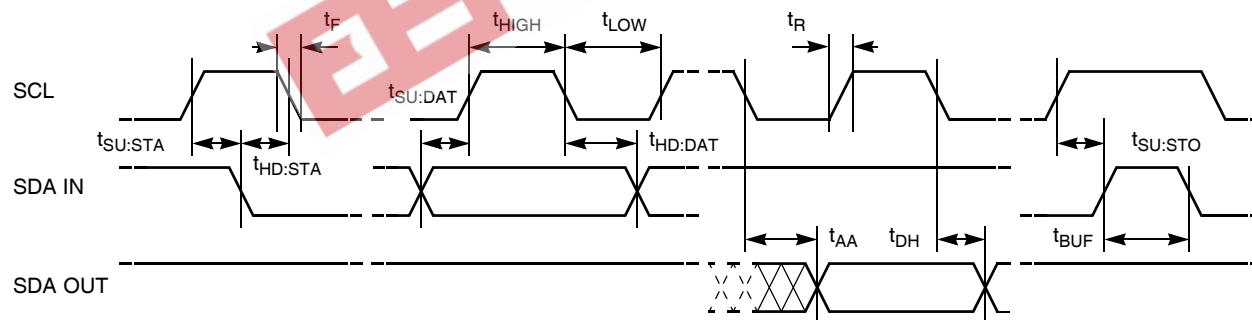 tF
tHIGH
tLOW
tR
SCL
tSU:DAT
tSU:STA
tHD:STA
tHD:DAT
tSU:STO
SDA IN
tAA
tDH
tBUF
SDA OUT